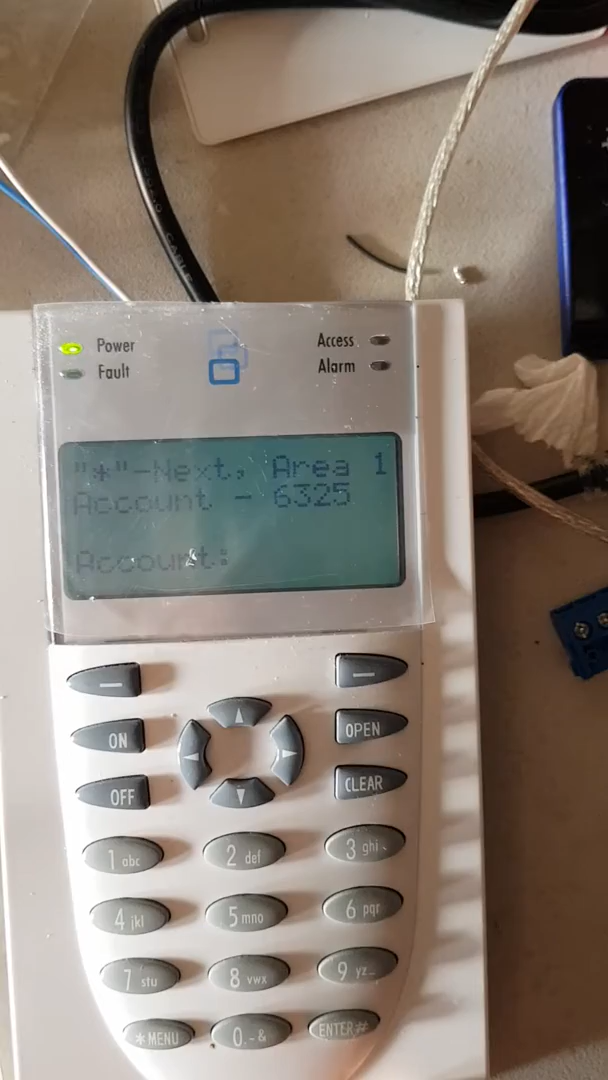 Power
Fault
Access
Alarm
"*"-Next, Area 1
Account - 6325
Account:
ON
OPEN
OFF
CLEAR
1 abc
2 def
3 ghi
4 jkl
5 mno
6 pqr
7 stu
8 vwx
9 yz_
*MENU
0.-&
ENTER#